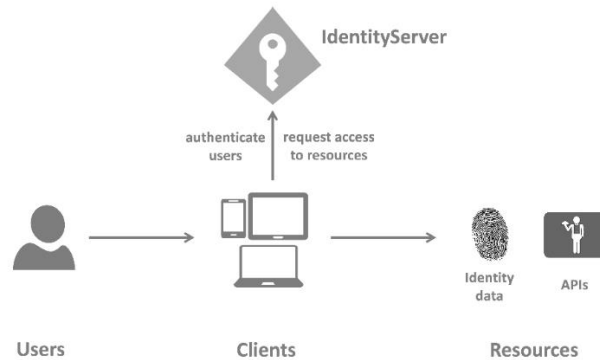 IdentityServer
authenticate
users
request access
to resources
Identity
data
APIs
Users
Clients
Resources